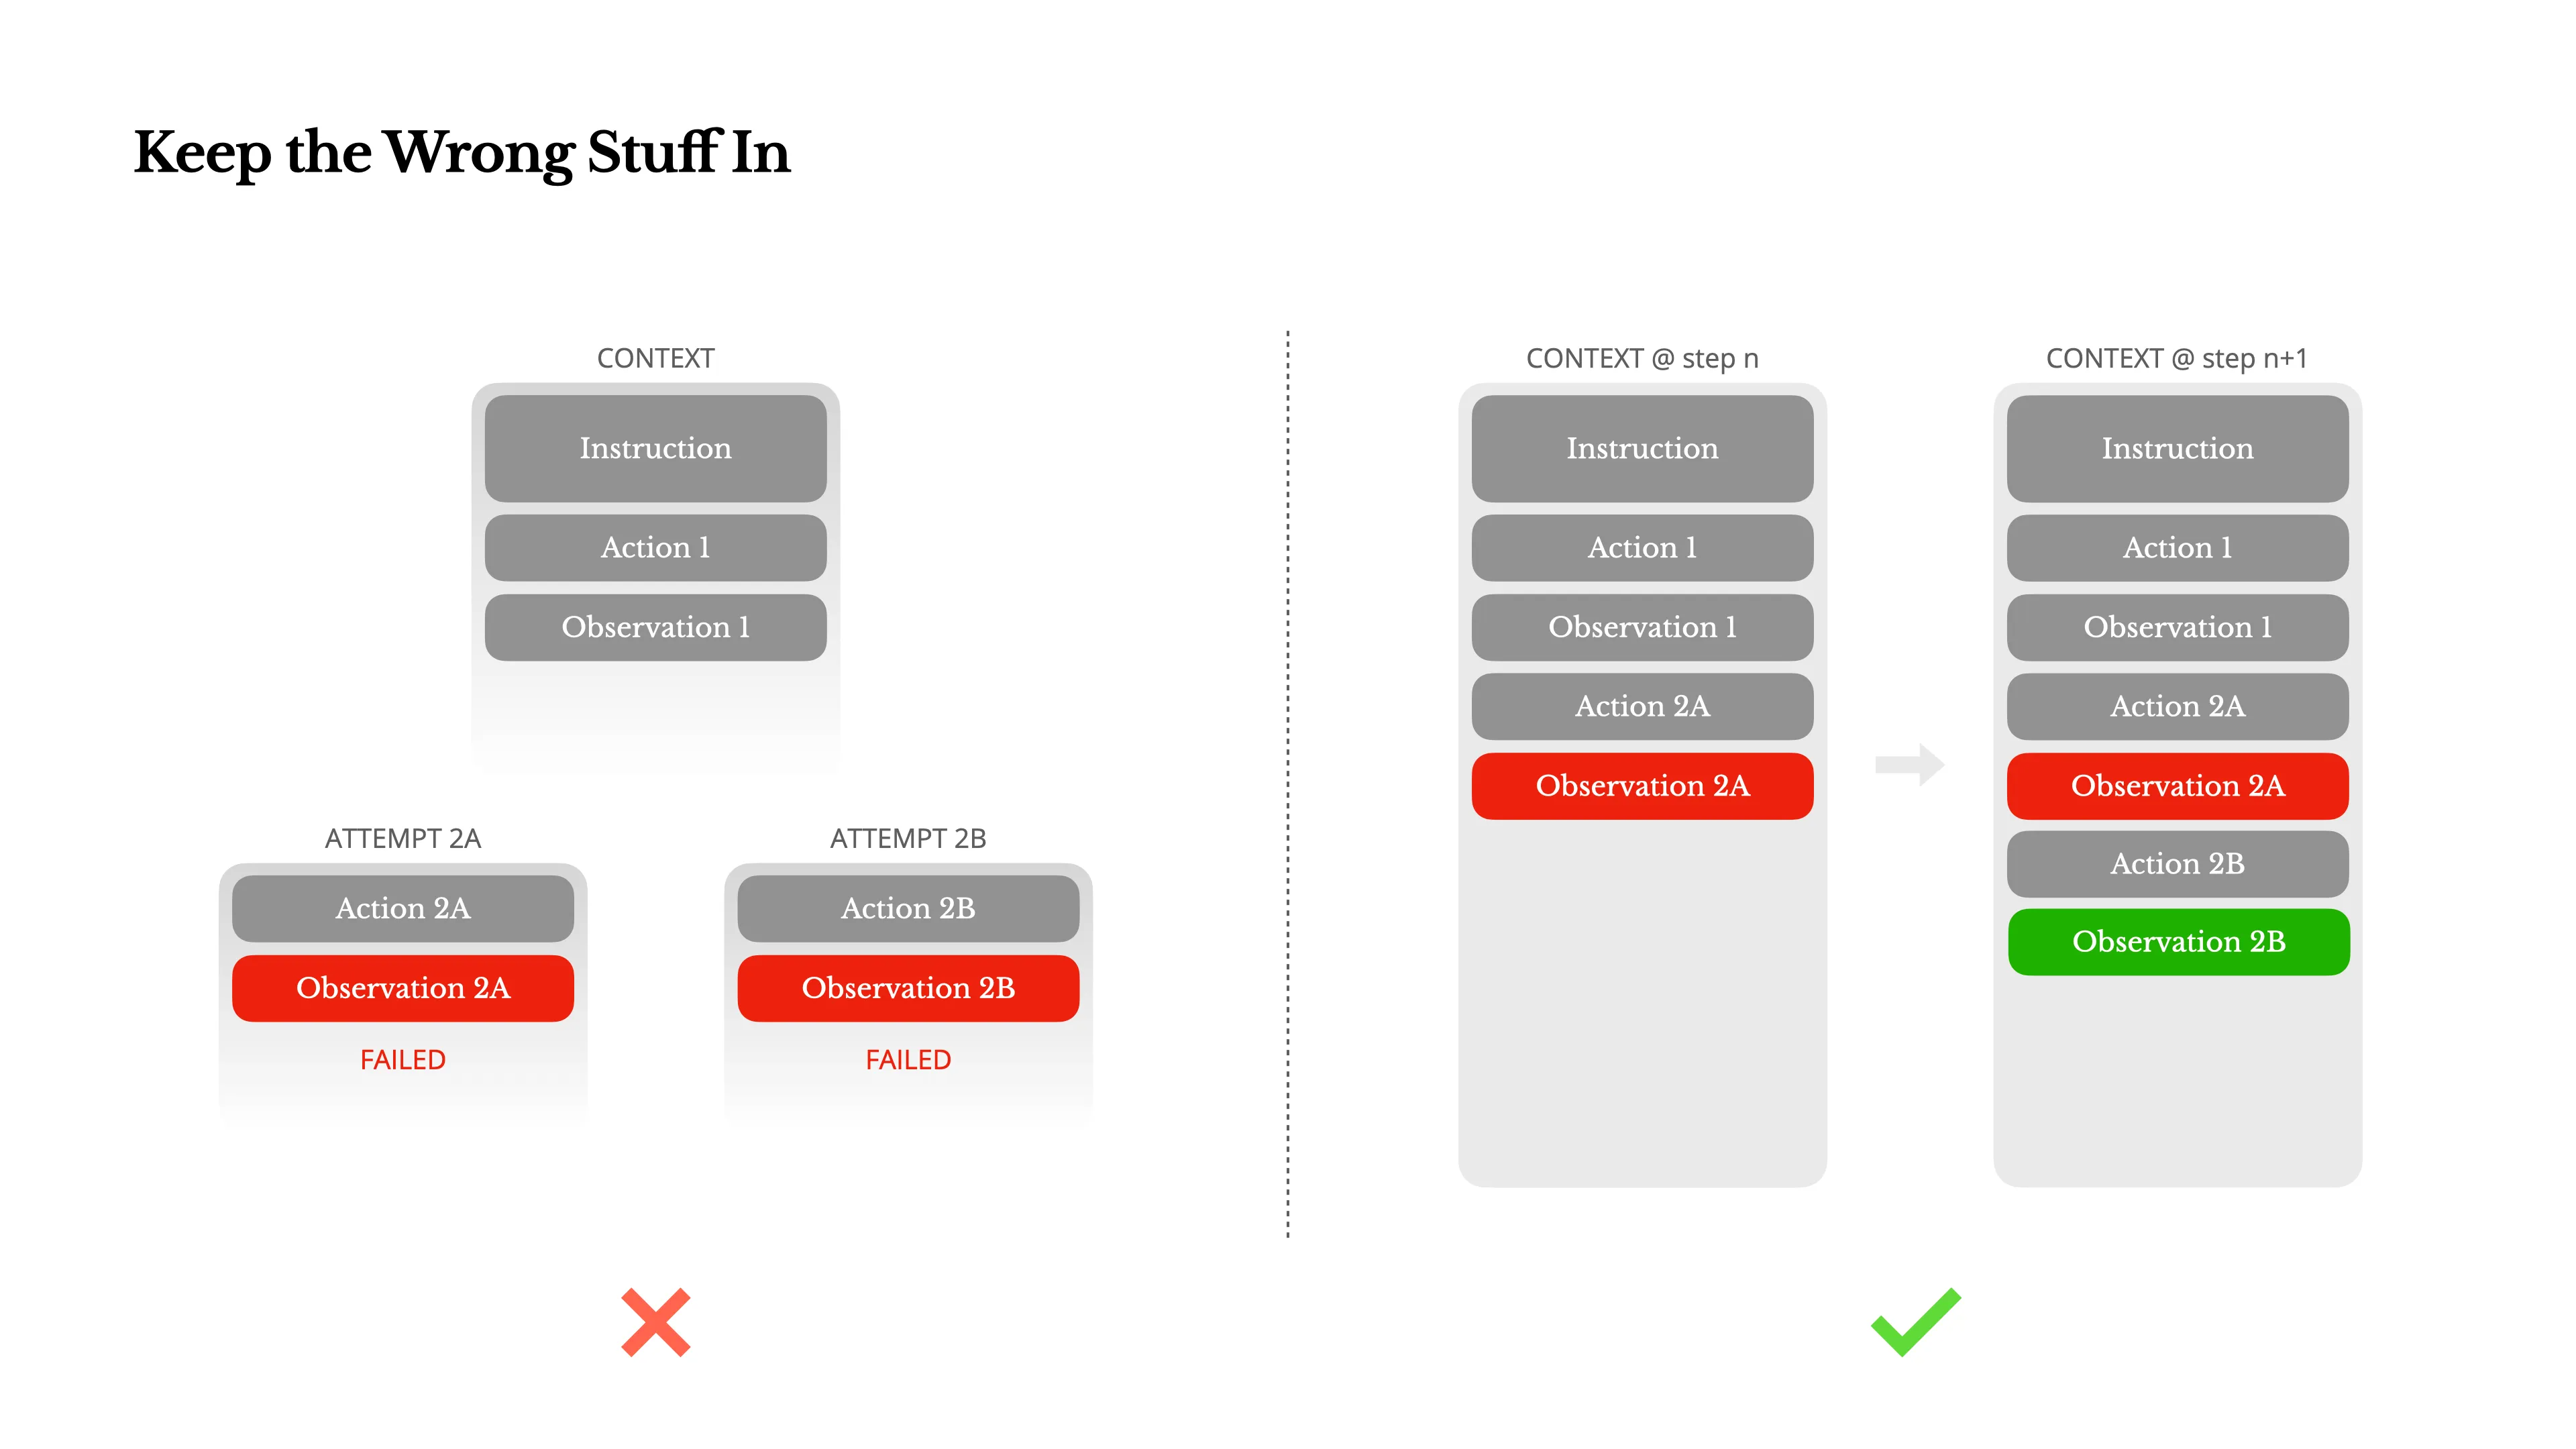 Keep the Wrong Stuff In
CONTEXT
Instruction
Action 1
Observation 1
ATTEMPT 2A
Action 2A
Observation 2A
FAILED
ATTEMPT 2B
Action 2B
Observation 2B
FAILED
CONTEXT @ step n
Instruction
Action 1
Observation 1
Action 2A
Observation 2A
CONTEXT @ step n+1
Instruction
Action 1
Observation 1
Action 2A
Observation 2A
Action 2B
Observation 2B